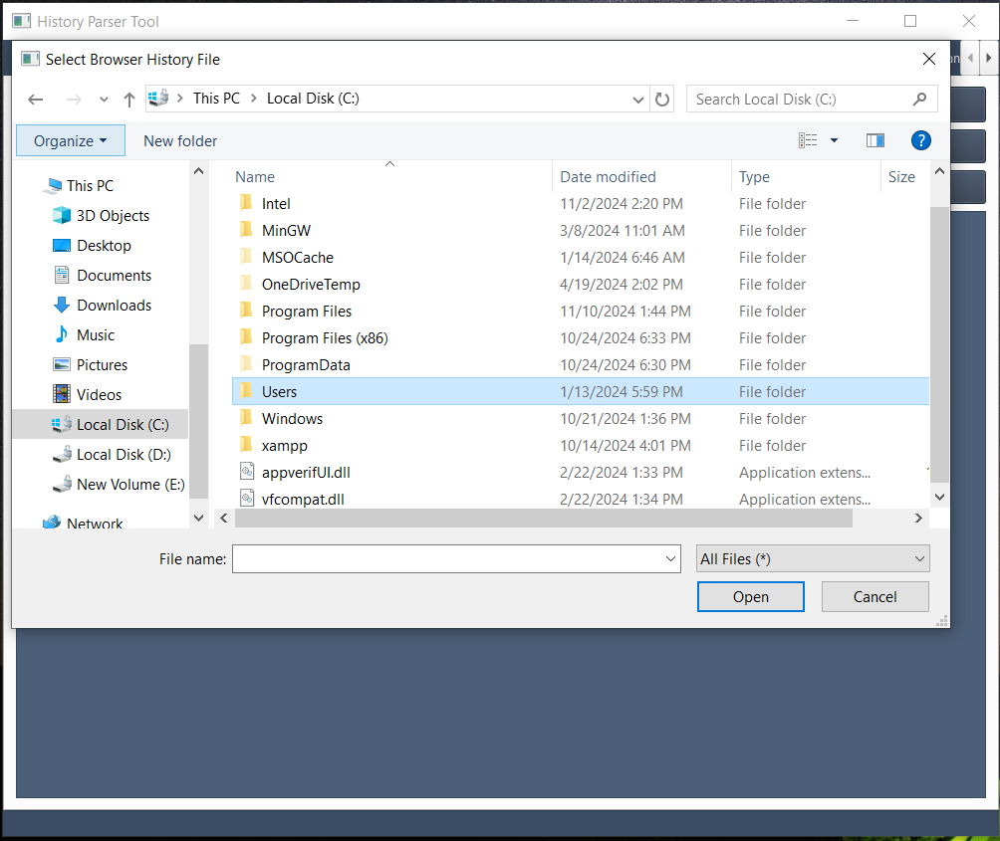 History Parser Tool
Select Browser History File
This PC Local Disk (C:)
Search Local Disk (C:)
Organize New folder
?
This PC
3D Objects
Desktop
Documents
Downloads
Music
Pictures
Videos
Local Disk (C:)
Local Disk (D:)
New Volume (E:)
Network
Name Date modified Type Size
Intel 11/2/2024 2:20 PM File folder
MinGW 3/8/2024 11:01 AM File folder
MSOCache 1/14/2024 6:46 AM File folder
OneDriveTemp 4/19/2024 2:02 PM File folder
Program Files 11/10/2024 1:44 PM File folder
Program Files (x86) 10/24/2024 6:33 PM File folder
ProgramData 10/24/2024 6:30 PM File folder
Users 1/13/2024 5:59 PM File folder
Windows 10/21/2024 1:36 PM File folder
xampp 10/14/2024 4:01 PM File folder
appverifUI.dll 2/22/2024 1:33 PM Application extens...
vfcompat.dll 2/22/2024 1:34 PM Application extens...
File name:
All Files (*)
Open Cancel